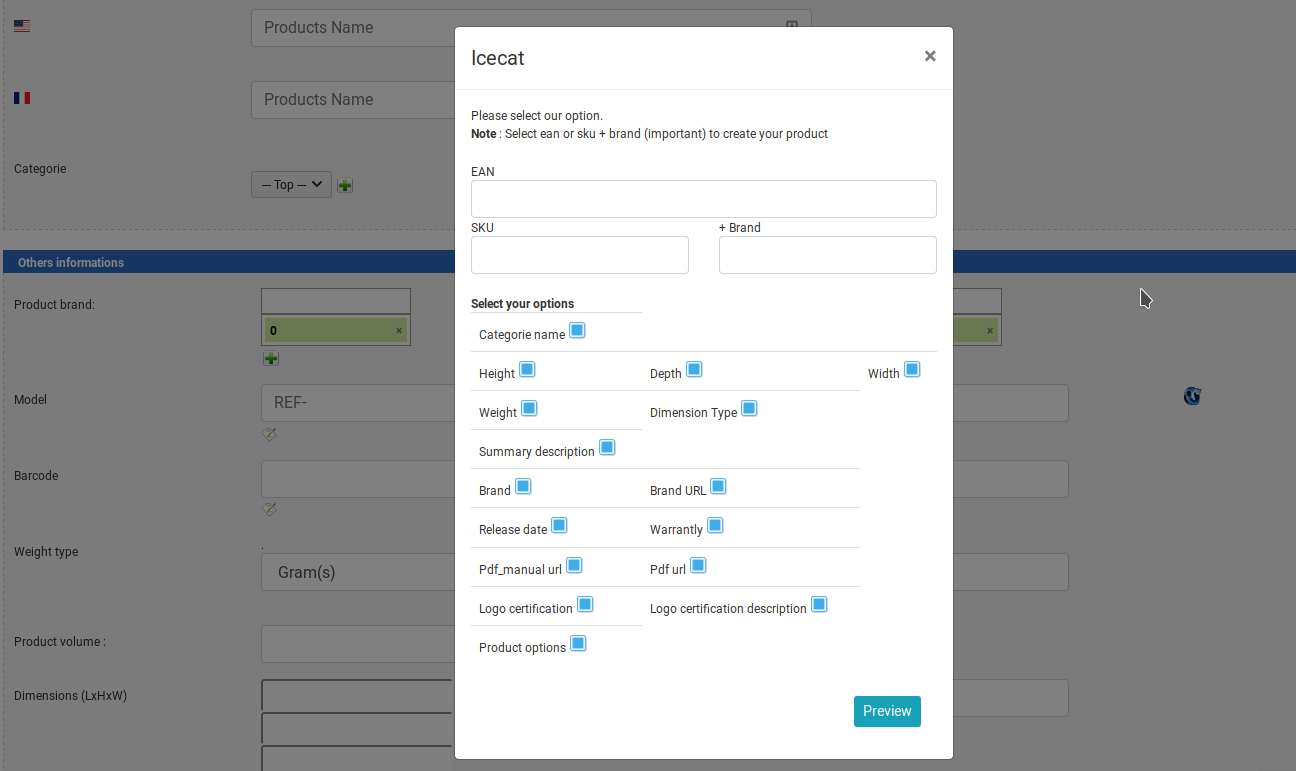 Products Name
Products Name
Categorie
— Top —
Others informations
Product brand:
0 ×
×
Model
REF-
Barcode
Weight type
.
Gram(s)
Product volume :
Dimensions (LxHxW)
Icecat ×
Please select our option.
Note : Select ean or sku + brand (important) to create your product
EAN
SKU + Brand
Select your options
Categorie name
Height Depth Width
Weight Dimension Type
Summary description
Brand Brand URL
Release date Warrantly
Pdf_manual url Pdf url
Logo certification Logo certification description
Product options
Preview